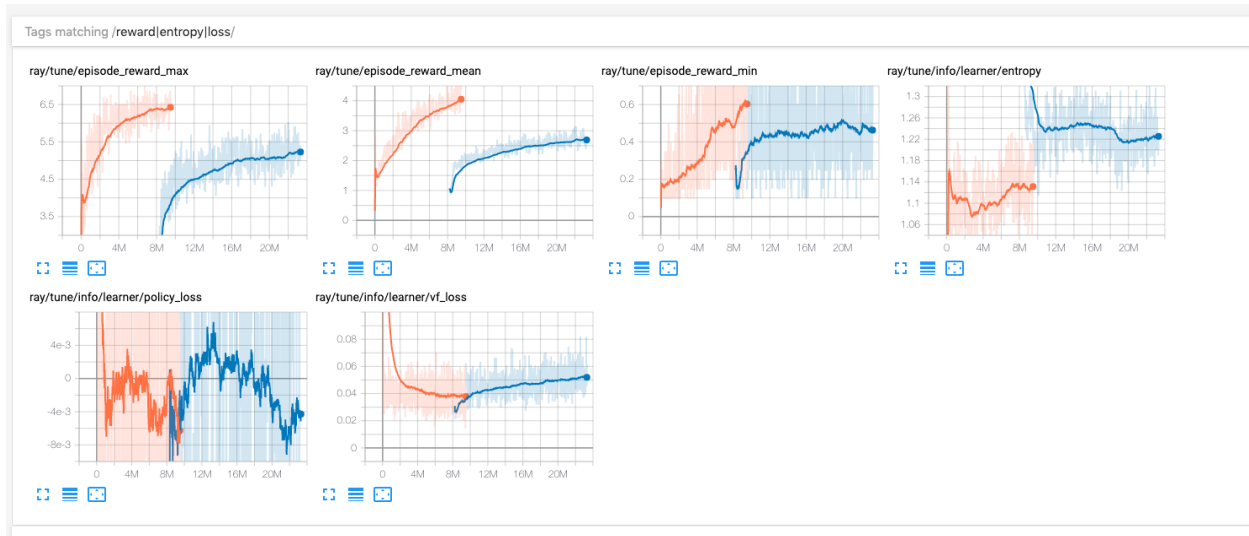 Tags matching /reward|entropy|loss/
ray/tune/episode_reward_max
6.5
5.5
4.5
3.5
0 4M 8M 12M 16M 20M
ray/tune/episode_reward_mean
4
3
2
1
0
0 4M 8M 12M 16M 20M
ray/tune/episode_reward_min
0.6
0.4
0.2
0
0 4M 8M 12M 16M 20M
ray/tune/info/learner/entropy
1.3
1.26
1.22
1.18
1.14
1.1
1.06
0 4M 8M 12M 20M
ray/tune/info/learner/policy_loss
4e-3
0
-4e-3
-8e-3
0 4M 8M 12M 16M 20M
ray/tune/info/learner/vf_loss
0.08
0.06
0.04
0.02
0
0 4M 8M 12M 20M